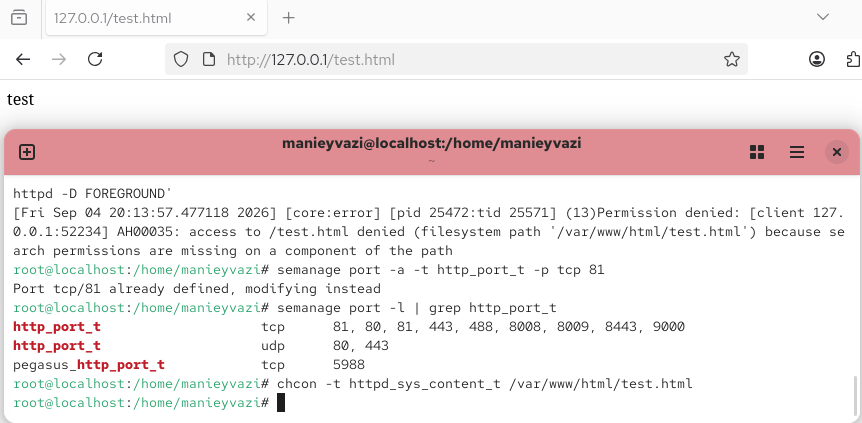 127.0.0.1/test.html
http://127.0.0.1/test.html
test
manieyvazi@localhost:/home/manieyvazi
~
httpd -D FOREGROUND'
[Fri Sep 04 20:13:57.477118 2026] [core:error] [pid 25472:tid 25571] (13)Permission denied: [client 127.
0.0.1:52234] AH00035: access to /test.html denied (filesystem path '/var/www/html/test.html') because se
arch permissions are missing on a component of the path
root@localhost:/home/manieyvazi# semanage port -a -t http_port_t -p tcp 81
Port tcp/81 already defined, modifying instead
root@localhost:/home/manieyvazi# semanage port -l | grep http_port_t
http_port_t                    tcp      81, 80, 81, 443, 488, 8008, 8009, 8443, 9000
http_port_t                    udp      80, 443
pegasus_http_port_t            tcp      5988
root@localhost:/home/manieyvazi# chcon -t httpd_sys_content_t /var/www/html/test.html
root@localhost:/home/manieyvazi#